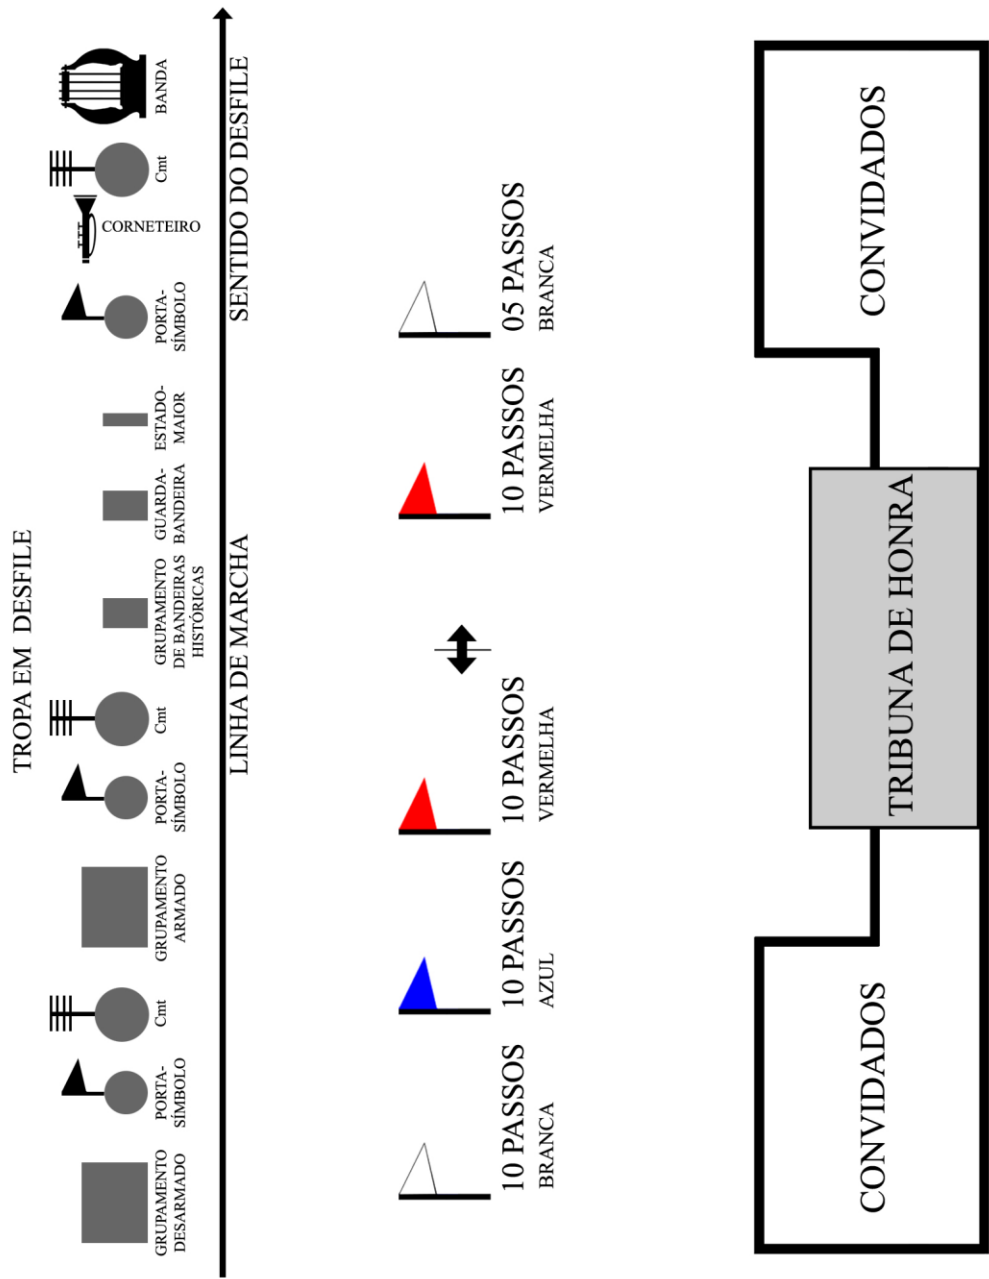 TROPA EM DESFILE
GRUPAMENTO
DESARMADO
PORTA-
SÍMBOLO
Cmt
GRUPAMENTO
ARMADO
PORTA-
SÍMBOLO
Cmt
GRUPAMENTO
DE BANDEIRAS
HISTÓRICAS
GUARDA-
BANDEIRA
ESTADO-
MAIOR
PORTA-
SÍMBOLO
CORNETEIRO
Cmt
BANDA
LINHA DE MARCHA
SENTIDO DO DESFILE
10 PASSOS
BRANCA
10 PASSOS
AZUL
10 PASSOS
VERMELHA
10 PASSOS
VERMELHA
05 PASSOS
BRANCA
CONVIDADOS
TRIBUNA DE HONRA
CONVIDADOS